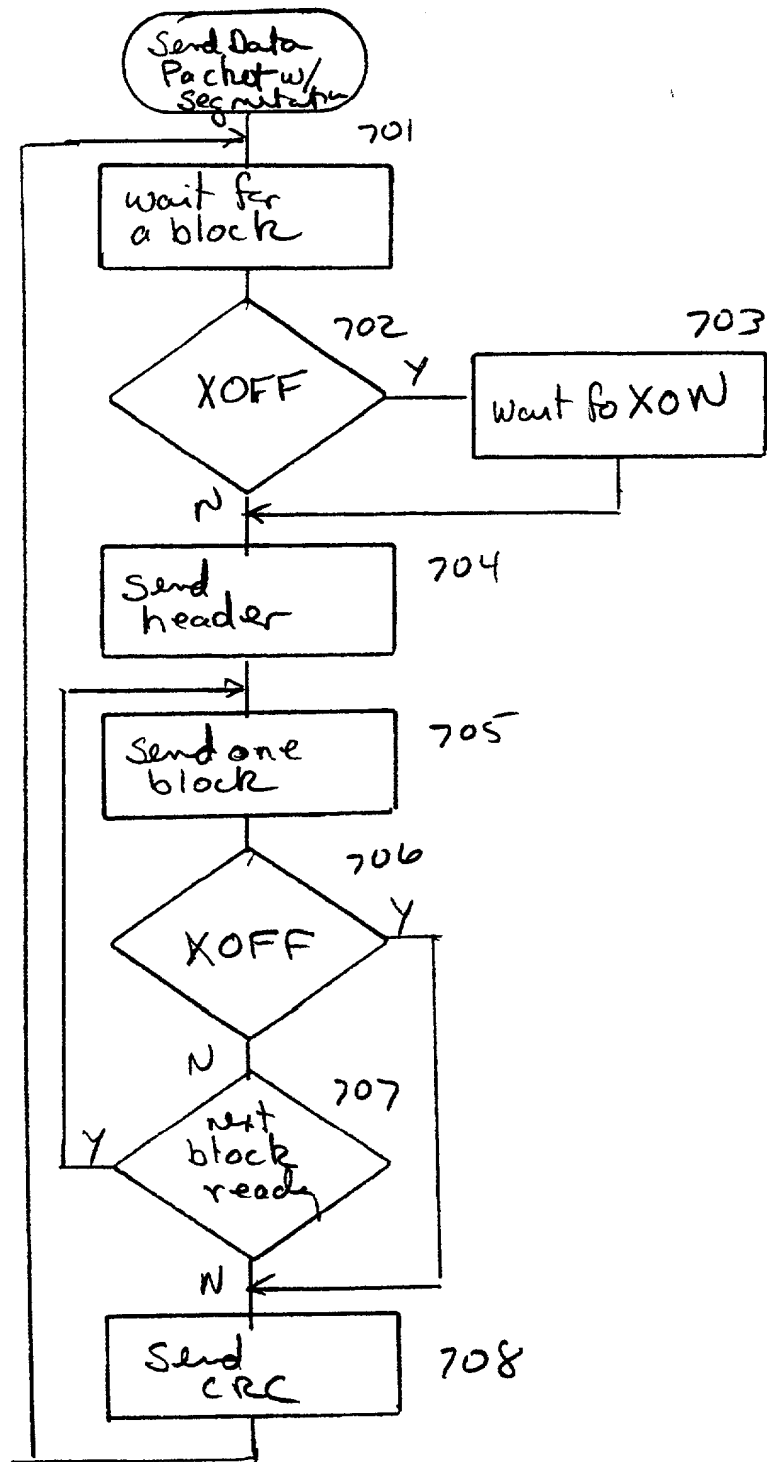 Send Data
Packet w/
Segmentation
701
wait for
a block
702
XOFF
Y
703
wait fo XON
N
704
Send
header
705
Send one
block
706
XOFF
Y
N
707
next
block
ready
Y
N
Send
CRC
708